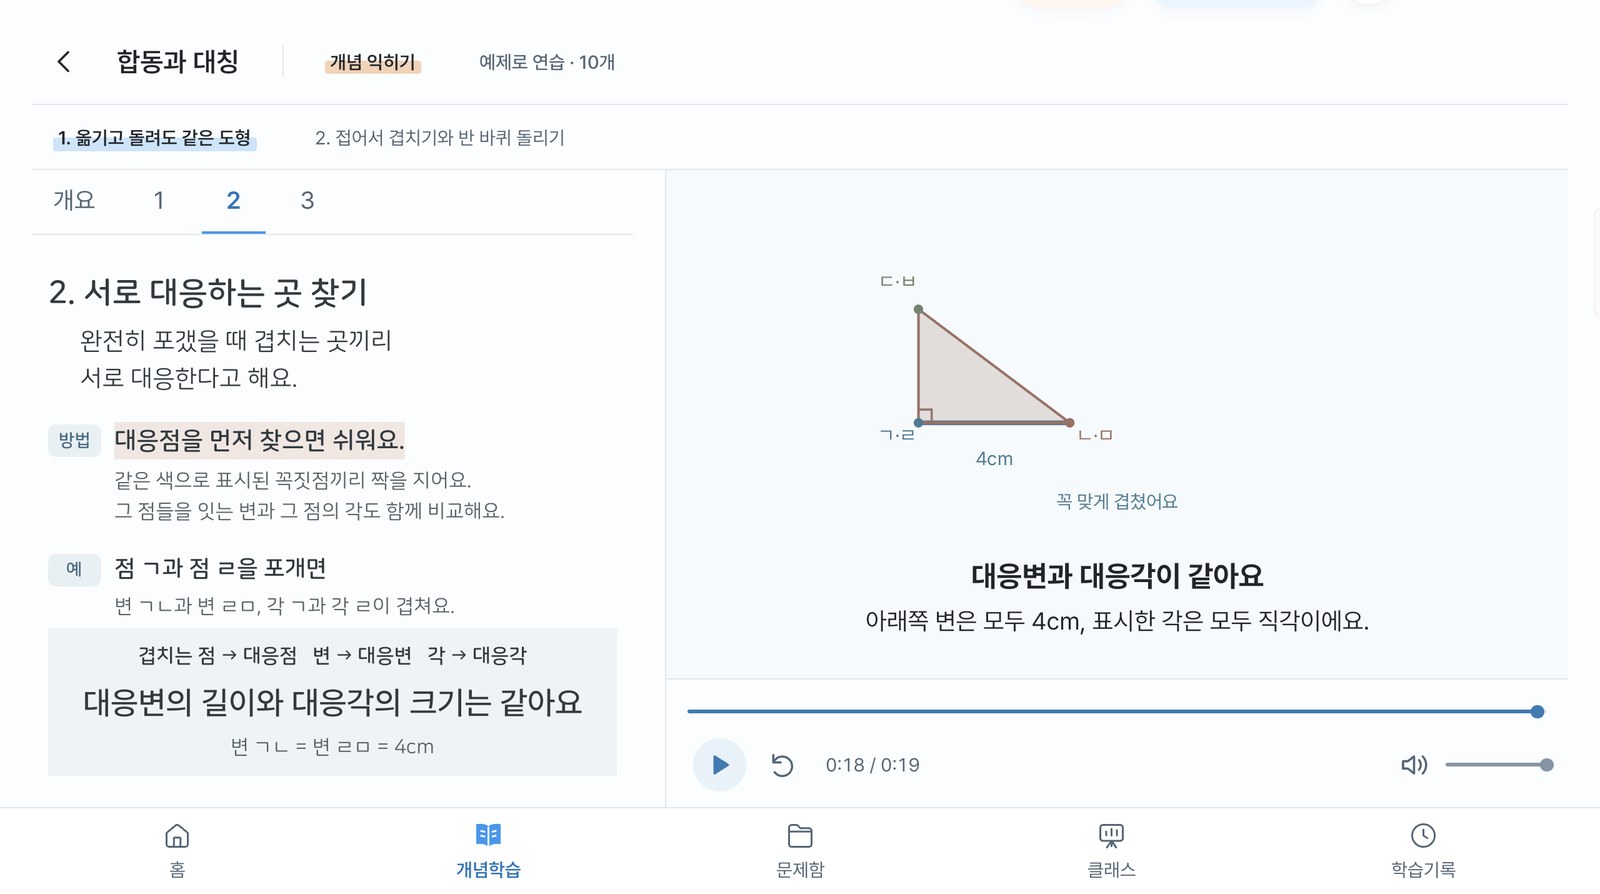 합동과 대칭
개념 익히기
예제로 연습 · 10개
1. 옮기고 돌려도 같은 도형
2. 접어서 겹치기와 반 바퀴 돌리기
개요 1 2 3
2. 서로 대응하는 곳 찾기
완전히 포갰을 때 겹치는 곳끼리
서로 대응한다고 해요.
방법 대응점을 먼저 찾으면 쉬워요.
같은 색으로 표시된 꼭짓점끼리 짝을 지어요.
그 점들을 잇는 변과 그 점의 각도 함께 비교해요.
예 점 ㄱ과 점 ㄹ을 포개면
변 ㄱㄴ과 변 ㄹㅁ, 각 ㄱ과 각 ㄹ이 겹쳐요.
겹치는 점 → 대응점 변 → 대응변 각 → 대응각
대응변의 길이와 대응각의 크기는 같아요
변 ㄱㄴ = 변 ㄹㅁ = 4cm
ㄷ·ㅂ
ㄱ·ㄹ
ㄴ·ㅁ
4cm
꼭 맞게 겹쳤어요
대응변과 대응각이 같아요
아래쪽 변은 모두 4cm, 표시한 각은 모두 직각이에요.
0:18 / 0:19
홈
개념학습
문제함
클래스
학습기록